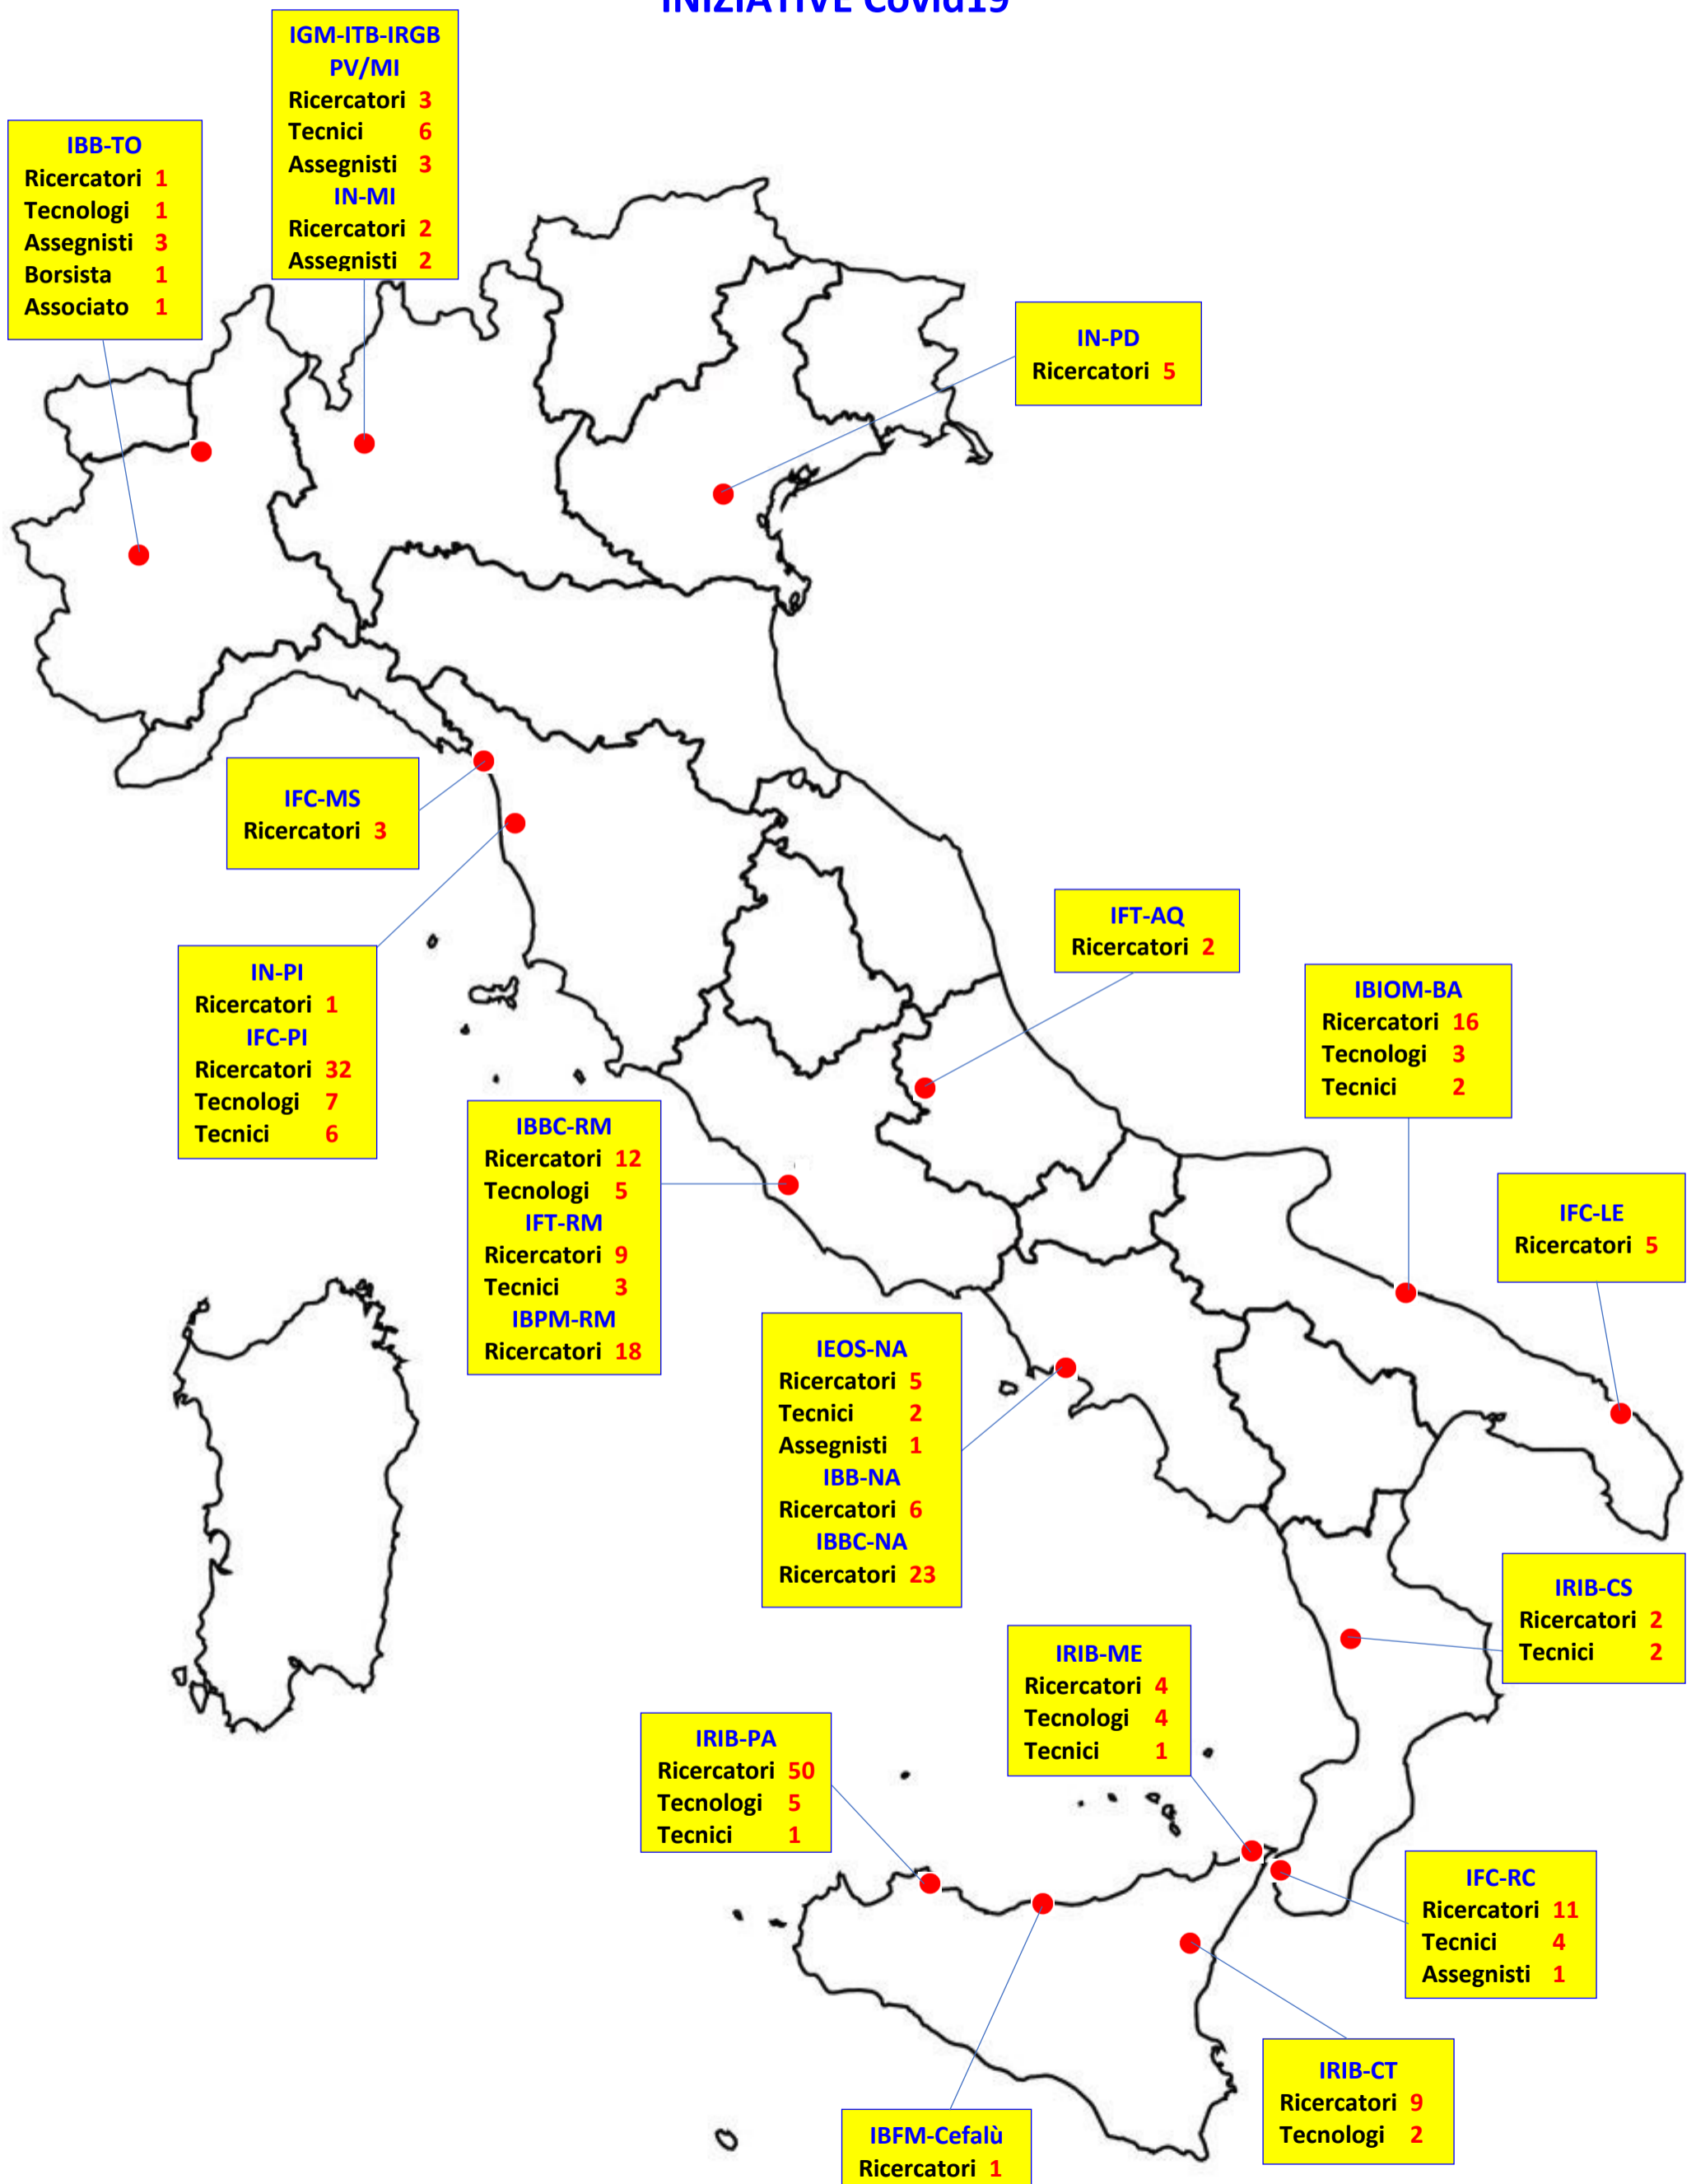 INIZIATIVE Covid19
IGM-ITB-IRGB
PV/MI
Ricercatori 3
Tecnici 6
Assegnisti 3
IN-MI
Ricercatori 2
Assegnisti 2
IBB-TO
Ricercatori 1
Tecnologi 1
Assegnisti 3
Borsista 1
Associato 1
IN-PD
Ricercatori 5
IFC-MS
Ricercatori 3
IN-PI
Ricercatori 1
IFC-PI
Ricercatori 32
Tecnologi 7
Tecnici 6
IFT-AQ
Ricercatori 2
IBIOM-BA
Ricercatori 16
Tecnologi 3
Tecnici 2
IBBC-RM
Ricercatori 12
Tecnologi 5
IFT-RM
Ricercatori 9
Tecnici 3
IBPM-RM
Ricercatori 18
IFC-LE
Ricercatori 5
IEOS-NA
Ricercatori 5
Tecnici 2
Assegnisti 1
IBB-NA
Ricercatori 6
IBBC-NA
Ricercatori 23
IRIB-CS
Ricercatori 2
Tecnici 2
IRIB-ME
Ricercatori 4
Tecnologi 4
Tecnici 1
IRIB-PA
Ricercatori 50
Tecnologi 5
Tecnici 1
IFC-RC
Ricercatori 11
Tecnici 4
Assegnisti 1
IRIB-CT
Ricercatori 9
Tecnologi 2
IBFM-Cefalù
Ricercatori 1